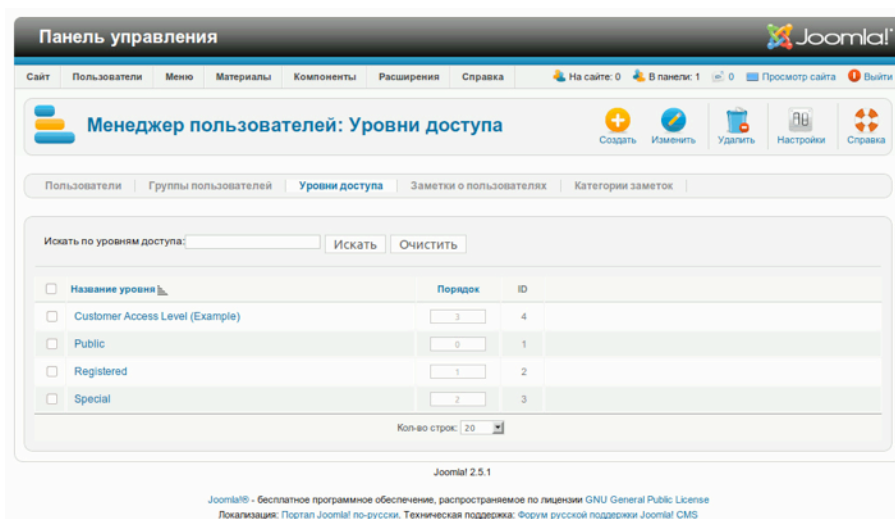 Панель управления
Joomla!
Сайт Пользователи Меню Материалы Компоненты Расширения Справка На сайте: 0 В панели: 1 0 Просмотр сайта Выйти
Менеджер пользователей: Уровни доступа
Создать Изменить Удалить Настройки Справка
Пользователи Группы пользователей Уровни доступа Заметки о пользователях Категории заметок
Искать по уровням доступа: Искать Очистить
Название уровня Порядок ID
Customer Access Level (Example) 3 4
Public 0 1
Registered 1 2
Special 2 3
Кол-во строк: 20
Joomla! 2.5.1
Joomla!® - бесплатное программное обеспечение, распространяемое по лицензии GNU General Public License
Локализация: Портал Joomla! по-русски. Техническая поддержка: Форум русской поддержки Joomla! CMS